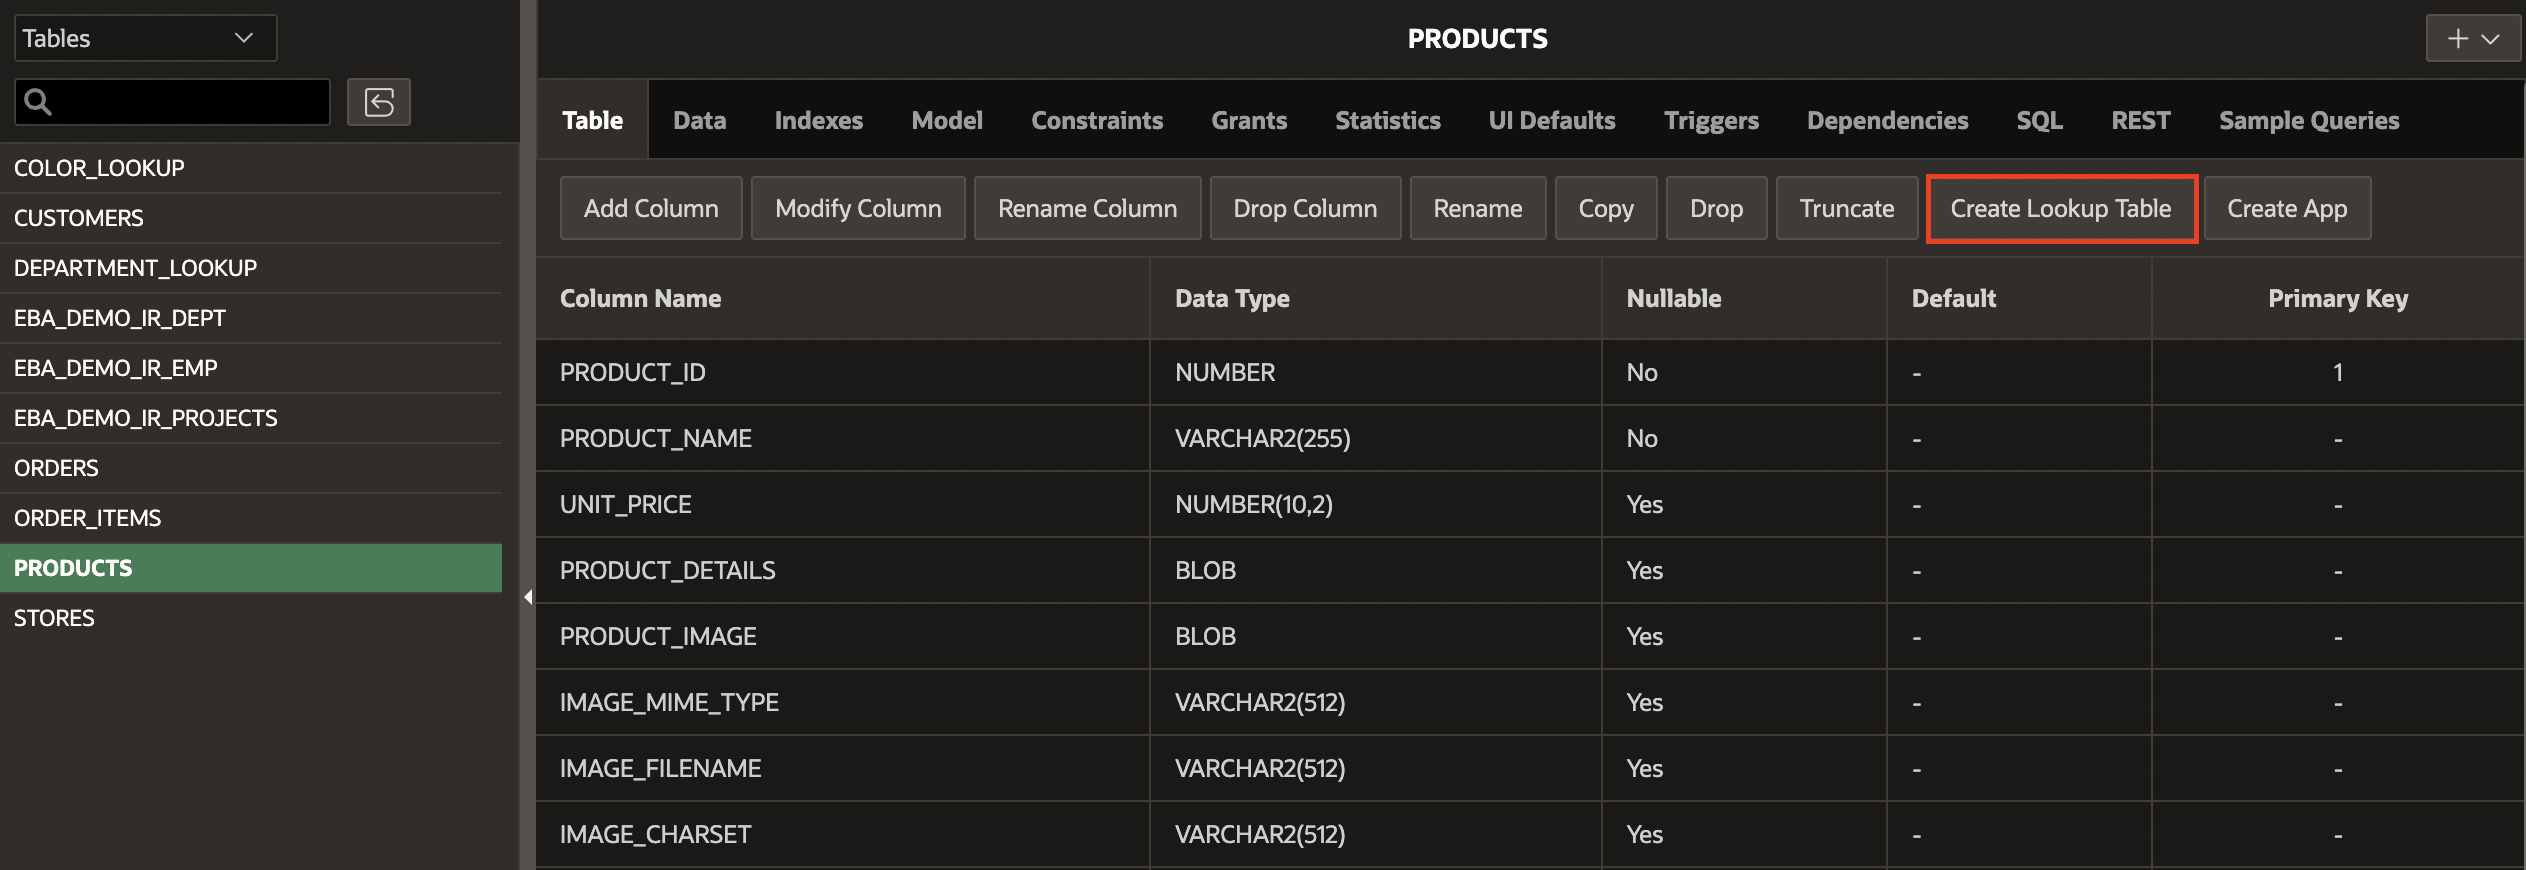 Tables
PRODUCTS
COLOR_LOOKUP
CUSTOMERS
DEPARTMENT_LOOKUP
EBA_DEMO_IR_DEPT
EBA_DEMO_IR_EMP
EBA_DEMO_IR_PROJECTS
ORDERS
ORDER_ITEMS
PRODUCTS
STORES
Table Data Indexes Model Constraints Grants Statistics UI Defaults Triggers Dependencies SQL REST Sample Queries
Add Column Modify Column Rename Column Drop Column Rename Copy Drop Truncate Create Lookup Table Create App
Column Name Data Type Nullable Default Primary Key
PRODUCT_ID NUMBER No - 1
PRODUCT_NAME VARCHAR2(255) No - -
UNIT_PRICE NUMBER(10,2) Yes - -
PRODUCT_DETAILS BLOB Yes - -
PRODUCT_IMAGE BLOB Yes - -
IMAGE_MIME_TYPE VARCHAR2(512) Yes - -
IMAGE_FILENAME VARCHAR2(512) Yes - -
IMAGE_CHARSET VARCHAR2(512) Yes - -